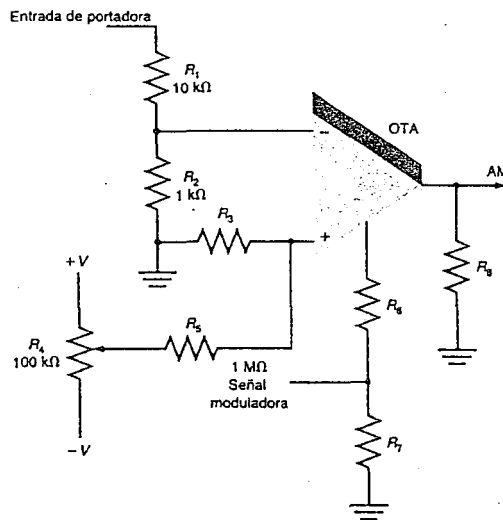 Entrada de portadora
R1
10 kΩ
OTA
−
AM
R2
1 kΩ
R3
+
R8
+V
R6
R5
R4
100 kΩ
1 MΩ
Señal
moduladora
R7
−V